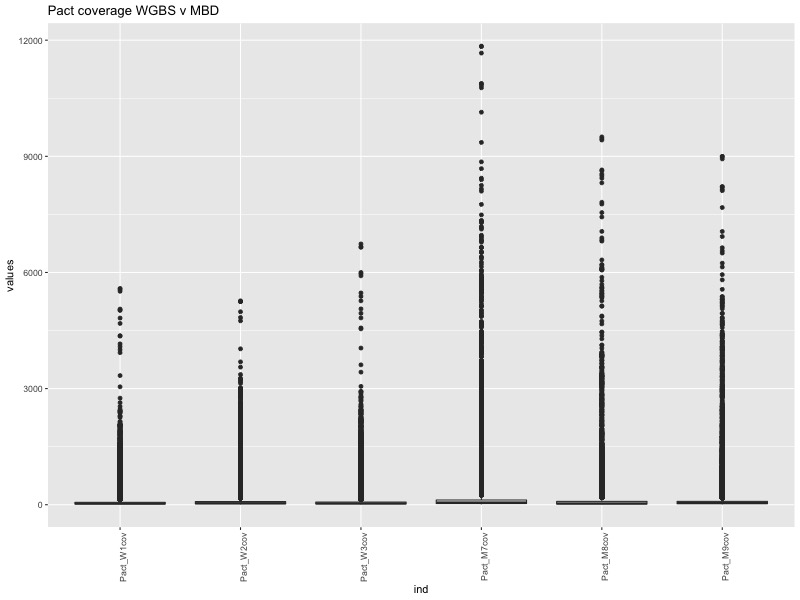 Pact coverage WGBS v MBD
12000
9000
6000
3000
0
values
Pact_W1cov
Pact_W2cov
Pact_W3cov
Pact_M7cov
Pact_M8cov
Pact_M9cov
ind